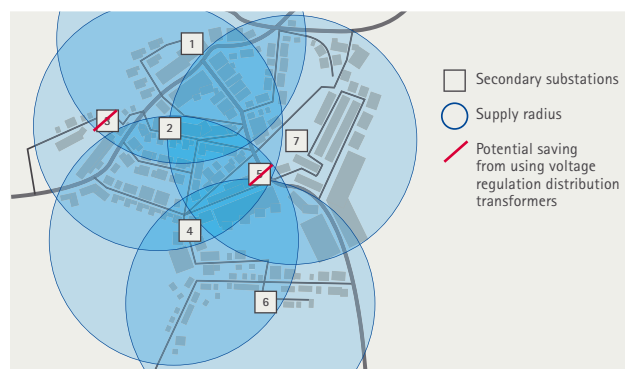 1
3
2
7
5
4
6
Secondary substations
Supply radius
Potential saving
from using voltage
regulation distribution
transformers